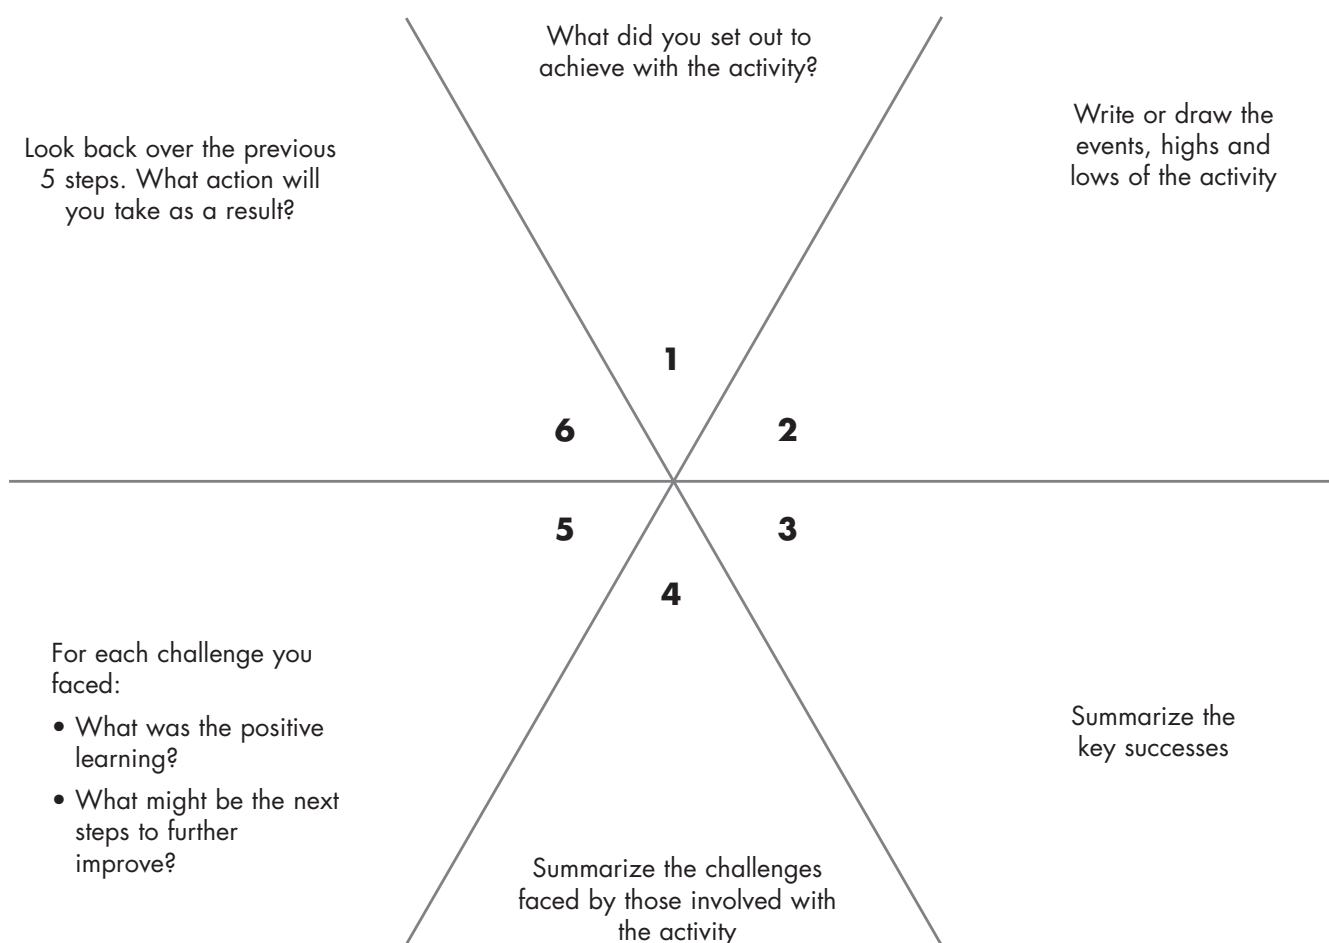 What did you set out to
achieve with the activity?
Write or draw the
events, highs and
lows of the activity
Look back over the previous
5 steps. What action will
you take as a result?
1
6
2
5
3
4
For each challenge you
faced:
• What was the positive
learning?
• What might be the next
steps to further
improve?
Summarize the
key successes
Summarize the challenges
faced by those involved with
the activity